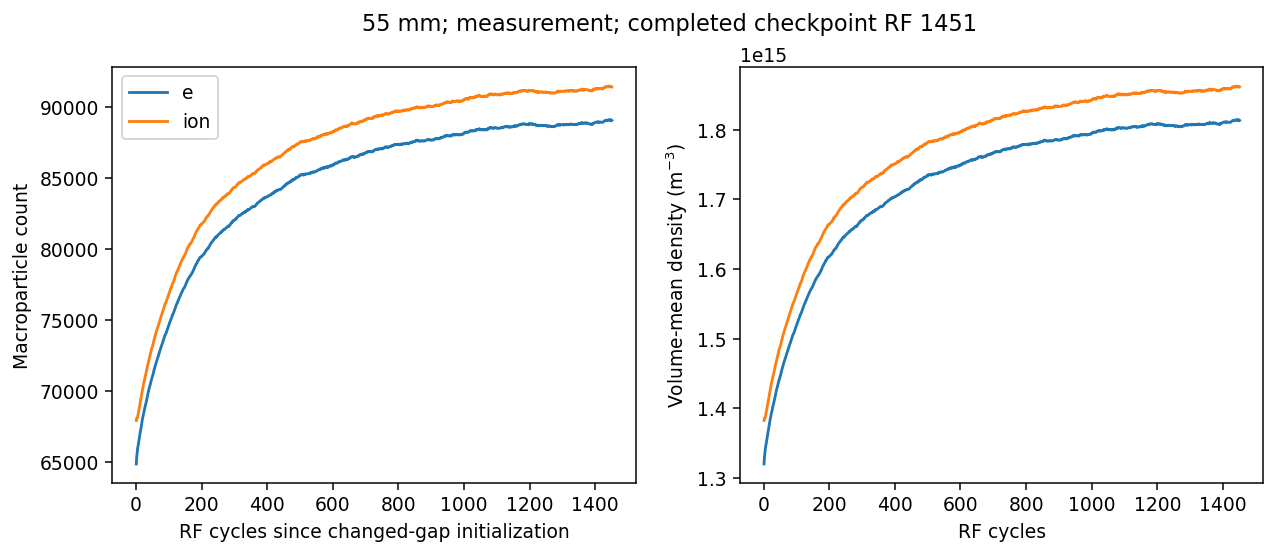 55 mm; measurement; completed checkpoint RF 1451
e
ion
Macroparticle count
90000
85000
80000
75000
70000
65000
0 200 400 600 800 1000 1200 1400
RF cycles since changed-gap initialization
1e15
Volume-mean density (m⁻³)
1.8
1.7
1.6
1.5
1.4
1.3
0 200 400 600 800 1000 1200 1400
RF cycles